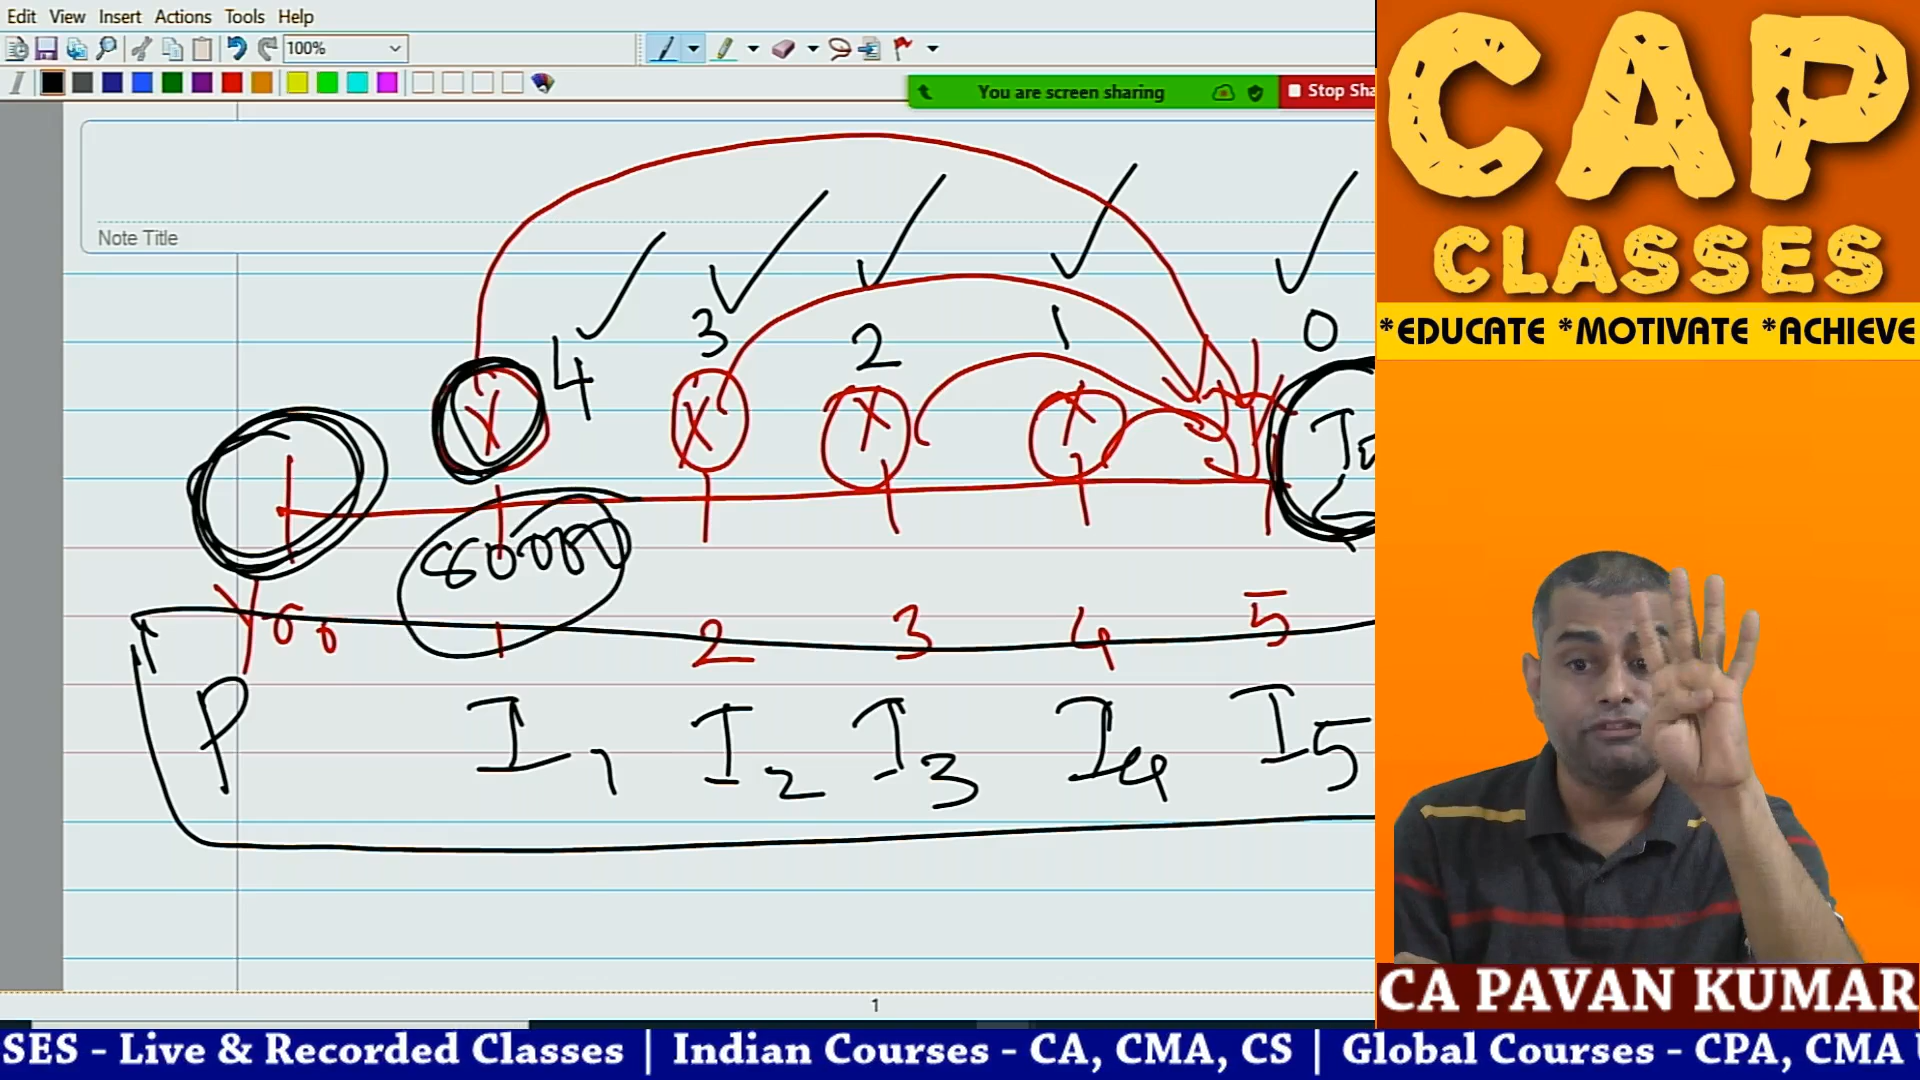 Edit View Insert Actions Tools Help
100%
You are screen sharing
Stop Sha
Note Title
4 3 2 1 0
X X X X X
80000
Y00 1 2 3 4 5
P I1 I2 I3 I4 I5
1
CAP
CLASSES
*EDUCATE *MOTIVATE *ACHIEVE
CA PAVAN KUMAR
SES - Live & Recorded Classes | Indian Courses - CA, CMA, CS | Global Courses - CPA, CMA U